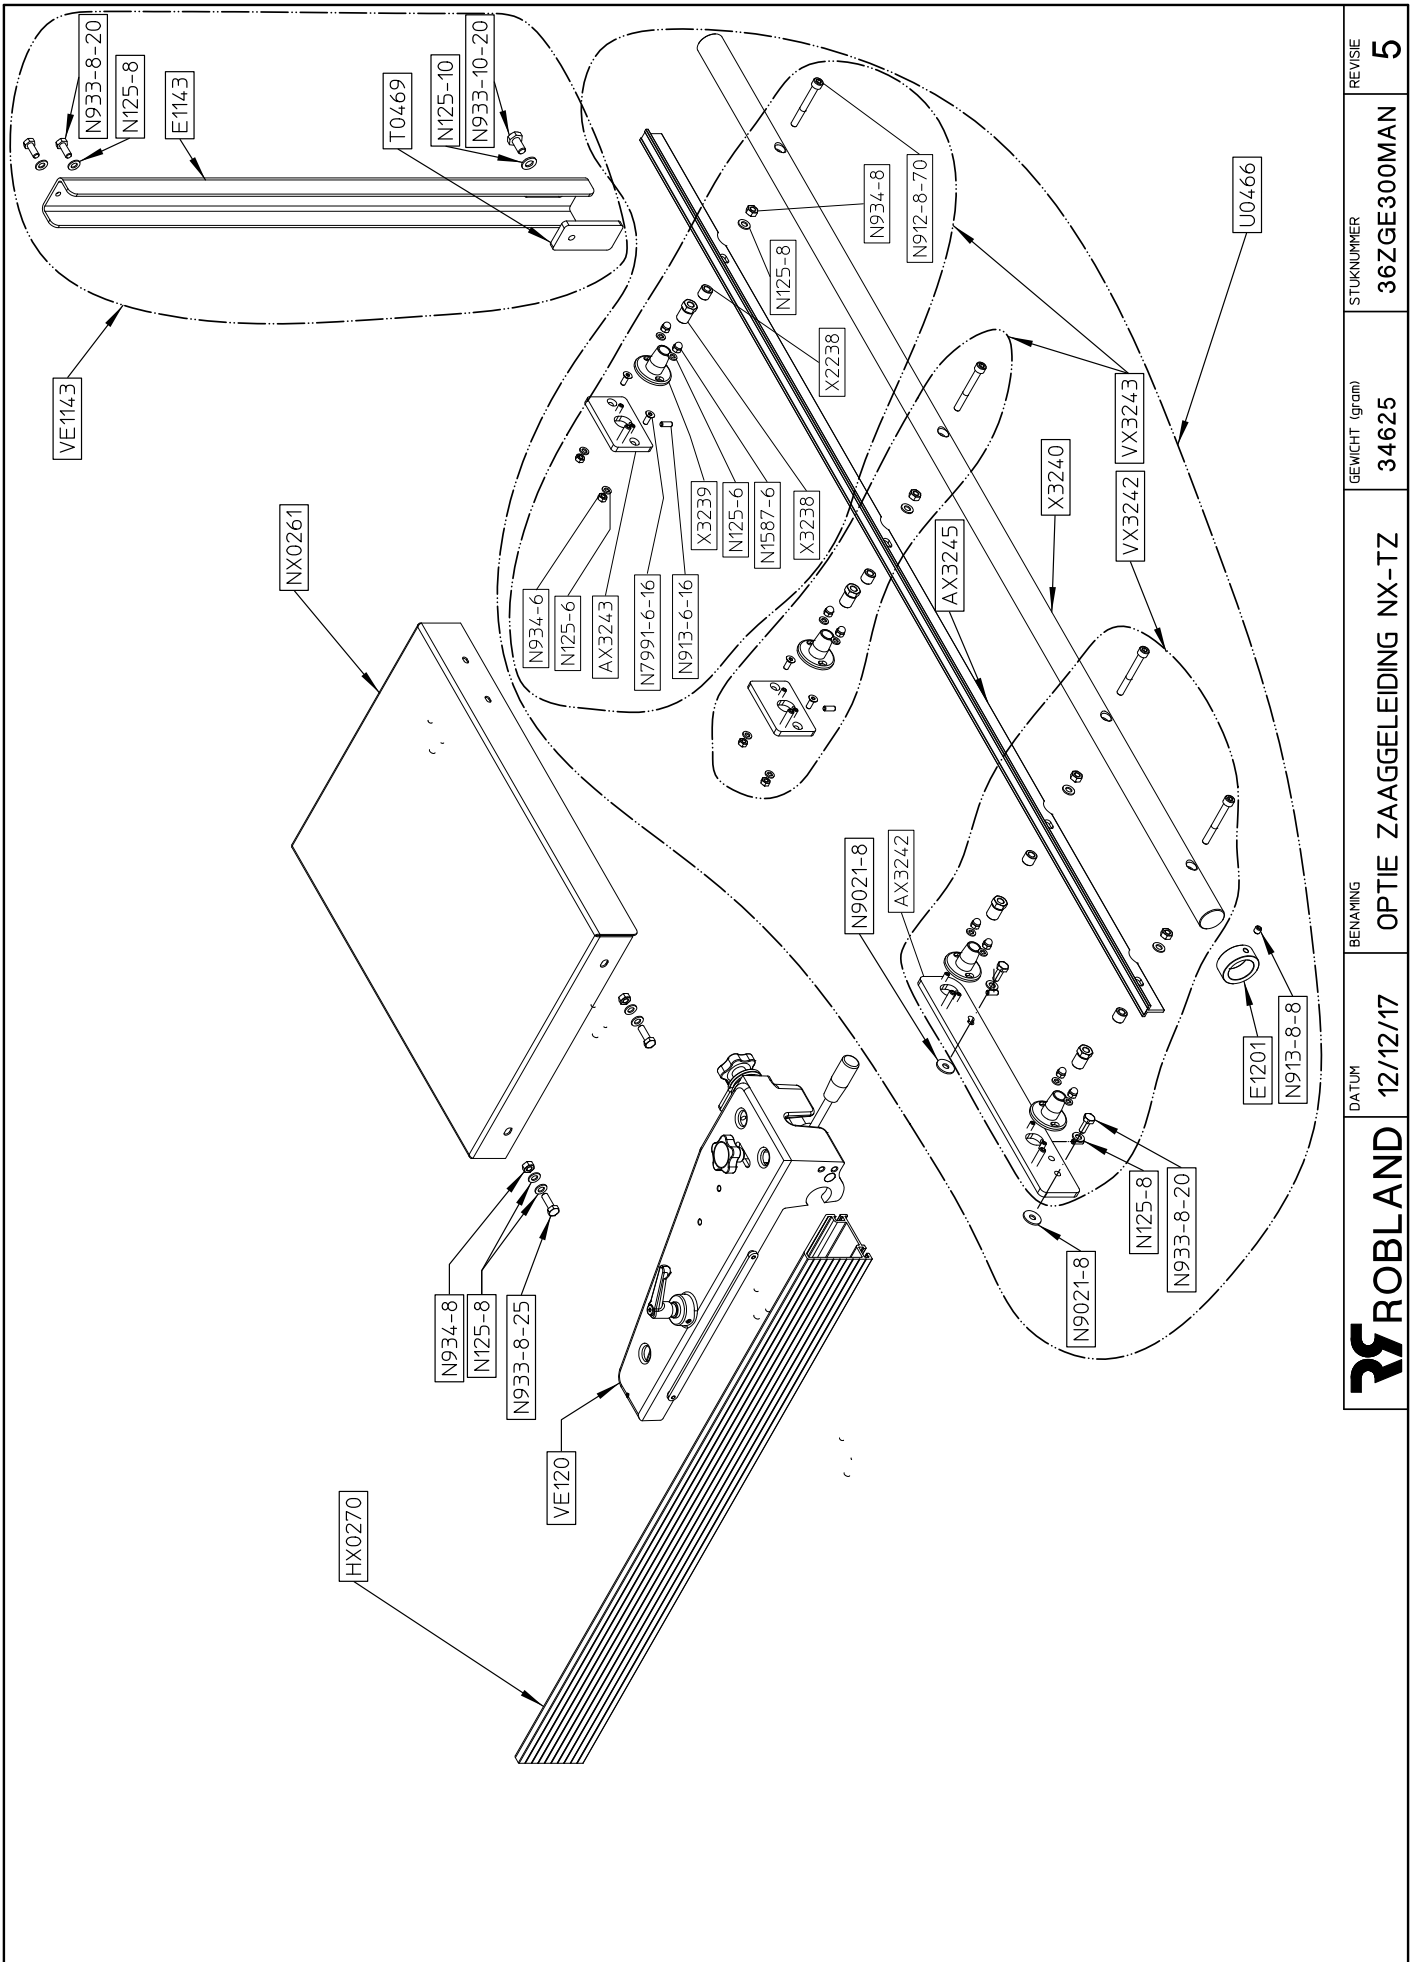 VE1143
N933-8-20
N125-8
E1143
T0469
N125-10
N933-10-20
NX0261
N934-8
N125-8
N933-8-25
HX0270
VE120
N934-6
N125-6
AX3243
N7991-6-16
N913-6-16
X3239
N125-6
N1587-6
X3238
X2238
N125-8
N934-8
N912-8-70
U0466
VX3243
VX3242
X3240
AX3245
N9021-8
AX3242
E1201
N913-8-8
N125-8
N933-8-20
N9021-8
ROBLAND
DATUM
12/12/17
BENAMING
OPTIE ZAAGGELEIDING NX-TZ
GEWICHT (gram)
34625
STUKNUMMER
36ZGE300MAN
REVISIE
5